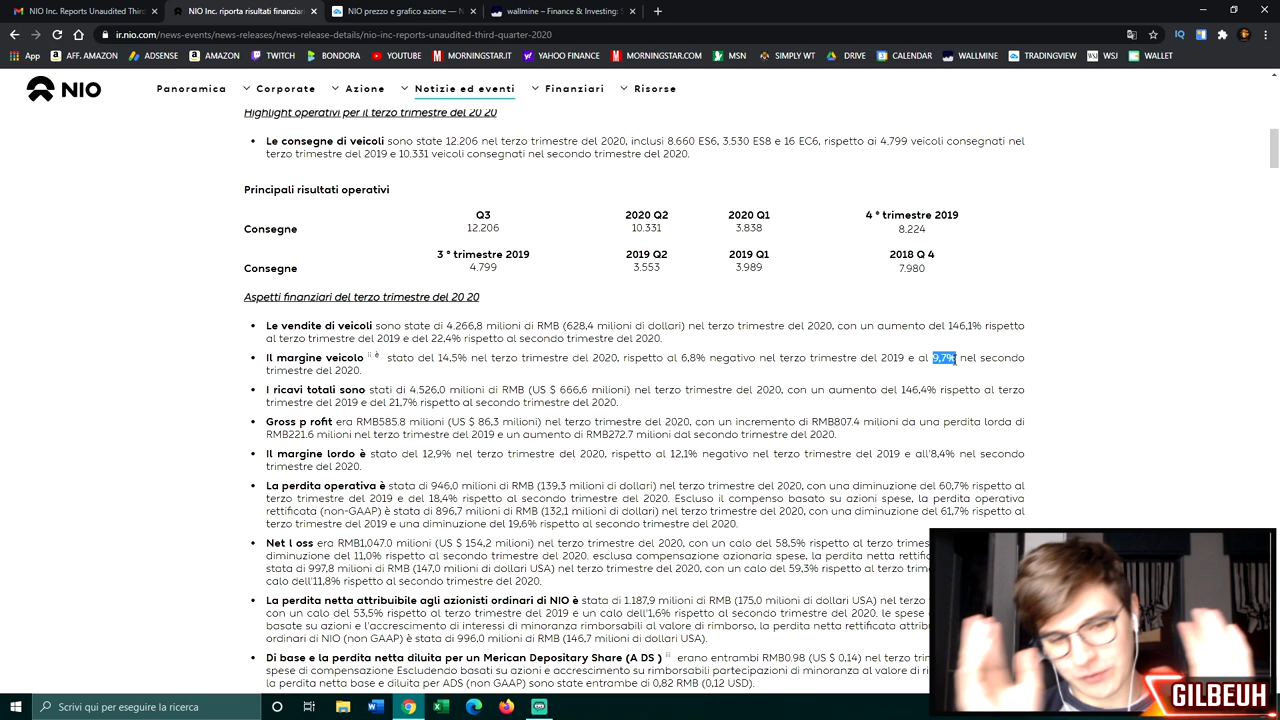 NIO Inc. Reports Unaudited Third
NIO Inc. riporta risultati finanziar
NIO prezzo e grafico azione — N
wallmine – Finance & Investing: S
ir.nio.com/news-events/news-releases/news-release-details/nio-inc-reports-unaudited-third-quarter-2020
App AFF. AMAZON ADSENSE AMAZON TWITCH BONDORA YOUTUBE MORNINGSTAR.IT YAHOO FINANCE MORNINGSTAR.COM MSN SIMPLY WT DRIVE CALENDAR WALLMINE TRADINGVIEW WSJ WALLET
NIO Panoramica Corporate Azione Notizie ed eventi Finanziari Risorse
Highlight operativi per il terzo trimestre del 20 20
• Le consegne di veicoli sono state 12.206 nel terzo trimestre del 2020, inclusi 8.660 ES6, 3.530 ES8 e 16 EC6, rispetto ai 4.799 veicoli consegnati nel
terzo trimestre del 2019 e 10.331 veicoli consegnati nel secondo trimestre del 2020.
Principali risultati operativi
Q3 2020 Q2 2020 Q1 4 ° trimestre 2019
Consegne 12.206 10.331 3.838 8.224
3 ° trimestre 2019 2019 Q2 2019 Q1 2018 Q 4
Consegne 4.799 3.553 3.989 7.980
Aspetti finanziari del terzo trimestre del 20 20
• Le vendite di veicoli sono state di 4.266,8 milioni di RMB (628,4 milioni di dollari) nel terzo trimestre del 2020, con un aumento del 146,1% rispetto
al terzo trimestre del 2019 e del 22,4% rispetto al secondo trimestre del 2020.
• Il margine veicolo ii è stato del 14,5% nel terzo trimestre del 2020, rispetto al 6,8% negativo nel terzo trimestre del 2019 e al 9,7% nel secondo
trimestre del 2020.
• I ricavi totali sono stati di 4.526,0 milioni di RMB (US $ 666,6 milioni) nel terzo trimestre del 2020, con un aumento del 146,4% rispetto al terzo
trimestre del 2019 e del 21,7% rispetto al secondo trimestre del 2020.
• Gross p rofit era RMB585.8 milioni (US $ 86,3 milioni) nel terzo trimestre del 2020, con un incremento di RMB807.4 milioni da una perdita lorda di
RMB221.6 milioni nel terzo trimestre del 2019 e un aumento di RMB272.7 milioni dal secondo trimestre del 2020.
• Il margine lordo è stato del 12,9% nel terzo trimestre del 2020, rispetto al 12,1% negativo nel terzo trimestre del 2019 e all'8,4% nel secondo
trimestre del 2020.
• La perdita operativa è stata di 946,0 milioni di RMB (139,3 milioni di dollari) nel terzo trimestre del 2020, con una diminuzione del 60,7% rispetto al
terzo trimestre del 2019 e del 18,4% rispetto al secondo trimestre del 2020. Escluso il compenso basato su azioni spese, la perdita operativa
rettificata (non-GAAP) è stata di 896,7 milioni di RMB (132,1 milioni di dollari) nel terzo trimestre del 2020, con una diminuzione del 61,7% rispetto al
terzo trimestre del 2019 e una diminuzione del 19,6% rispetto al secondo trimestre del 2020.
• Net l oss era RMB1,047.0 milioni (US $ 154,2 milioni) nel terzo trimestre del 2020, con un calo del 58,5% rispetto al terzo trimes
diminuzione del 11,0% rispetto al secondo trimestre del 2020. esclusa compensazione azionaria spese, la perdita netta rettific
stata di 997,8 milioni di RMB (147,0 milioni di dollari USA) nel terzo trimestre del 2020, con un calo del 59.3% rispetto al terzo
calo dell'11,8% rispetto al secondo trimestre del 2020.
• La perdita netta attribuibile agli azionisti ordinari di NIO è stata di 1.187,9 milioni di RMB (175,0 milioni di dollari USA) nel terzo
con un calo del 53,5% rispetto al terzo trimestre del 2019 e un calo dell'1,6% rispetto al secondo trimestre del 2020. le spese
basate su azioni e l'accrescimento di interessi di minoranza rimborsabili al valore di rimborso, la perdita netta rettificata attrib
ordinari di NIO (non GAAP) è stata di 996,0 milioni di RMB (146,7 milioni di dollari USA).
• Di base e la perdita netta diluita per un Merican Depositary Share (A DS ) iii erano entrambi RMB0.98 (US $ 0,14) nel terzo trim
spese di compensazione Escludendo basati su azioni e accrescimento su rimborsabili partecipazioni di minoranza al valore di r
la perdita netta base e diluita per ADS (non GAAP) sono state entrambe di 0,82 RMB (0,12 USD).
GILBEUH
Scrivi qui per eseguire la ricerca